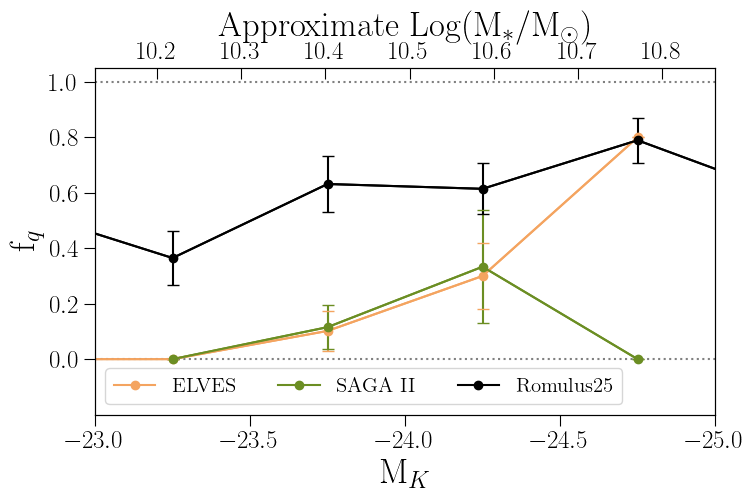 Approximate Log(M*/M⊙)
10.2 10.3 10.4 10.5 10.6 10.7 10.8
1.0
0.8
0.6
0.4
0.2
0.0
f_q
ELVES SAGA II Romulus25
−23.0 −23.5 −24.0 −24.5 −25.0
M_K